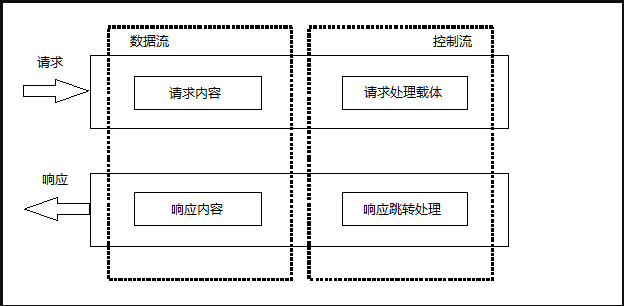 数据流
控制流
请求
请求内容
请求处理载体
响应
响应内容
响应跳转处理